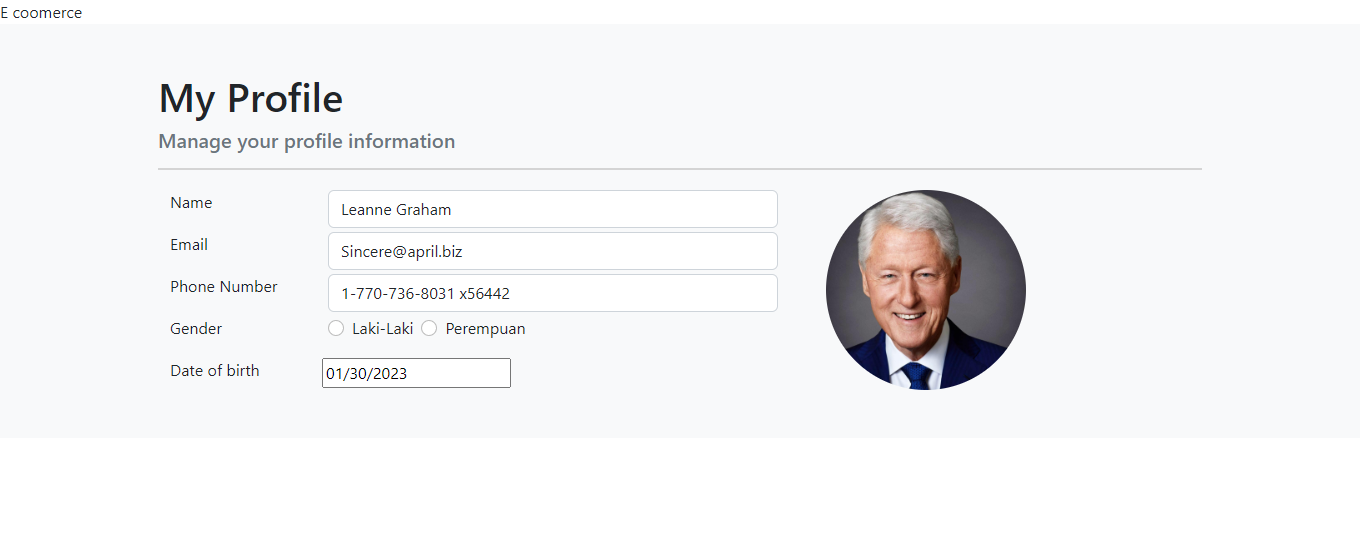 E coomerce
My Profile
Manage your profile information
Name Leanne Graham
Email Sincere@april.biz
Phone Number 1-770-736-8031 x56442
Gender Laki-Laki Perempuan
Date of birth 01/30/2023